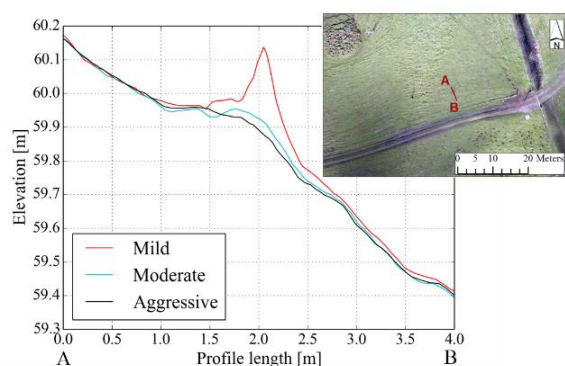 60.2
60.1
60.0
59.9
59.8
59.7
59.6
59.5
59.4
59.3
Elevation [m]
Mild
Moderate
Aggressive
0.0 0.5 1.0 1.5 2.0 2.5 3.0 3.5 4.0
A Profile length [m] B
N
A
B
0 5 10 20 Meters